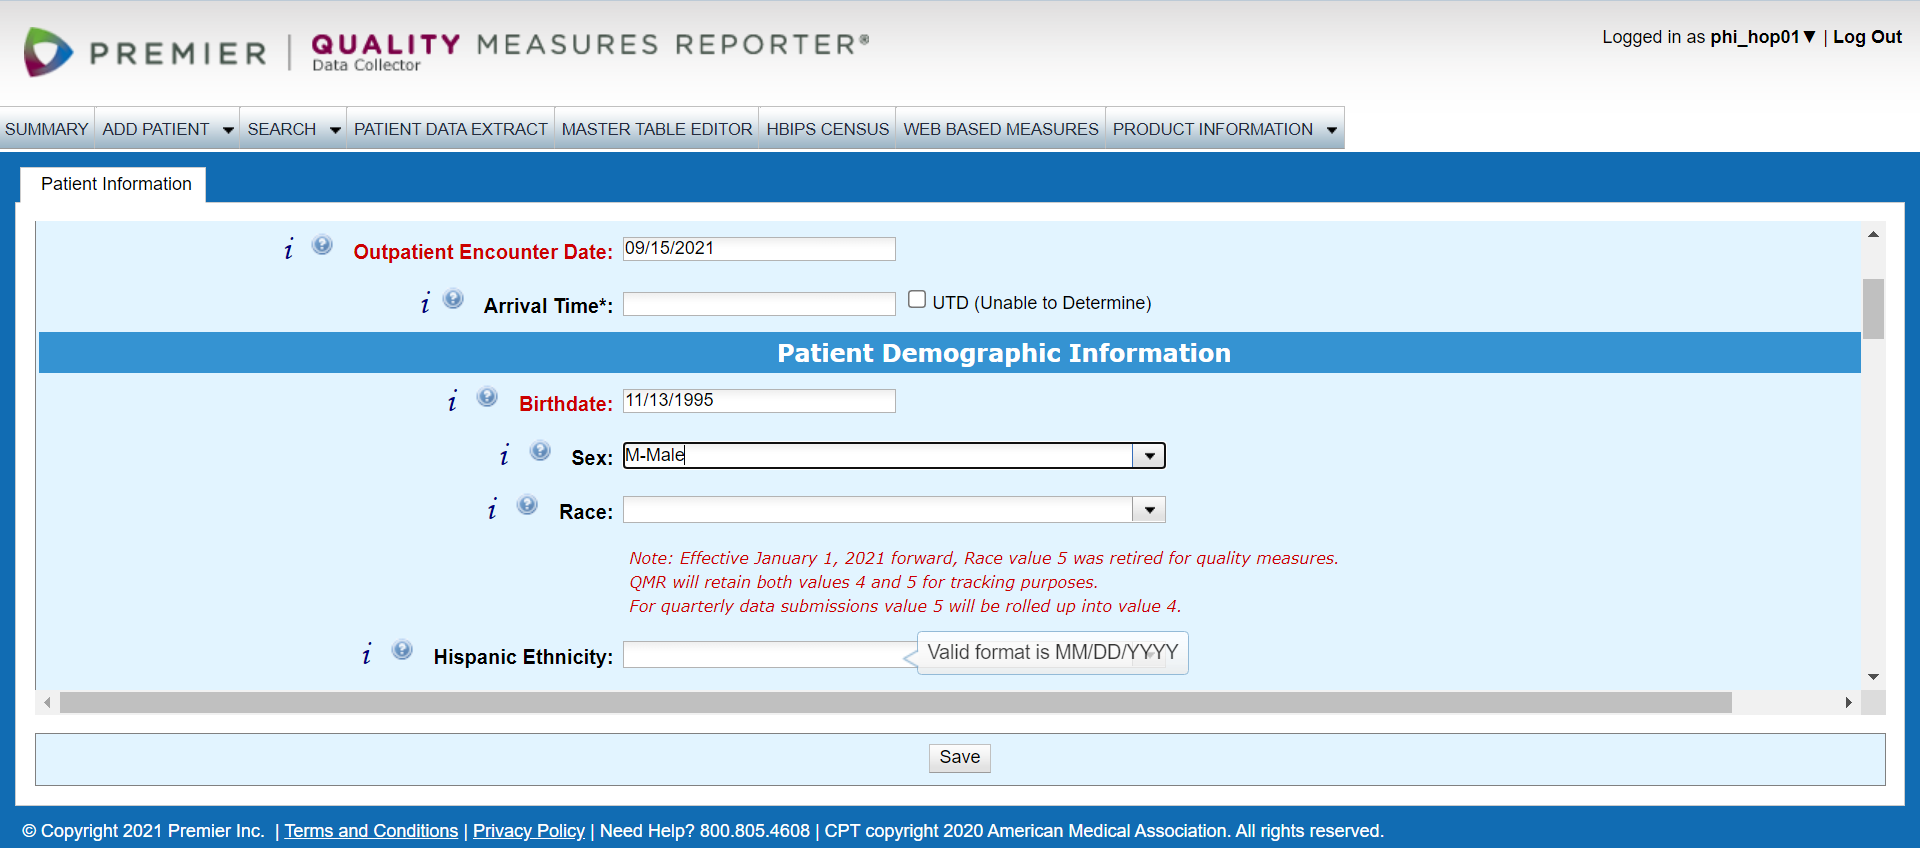 PREMIER | QUALITY MEASURES REPORTER®
Data Collector
Logged in as phi_hop01▼ | Log Out
SUMMARY ADD PATIENT SEARCH PATIENT DATA EXTRACT MASTER TABLE EDITOR HBIPS CENSUS WEB BASED MEASURES PRODUCT INFORMATION
Patient Information
i ? Outpatient Encounter Date: 09/15/2021
i ? Arrival Time*: UTD (Unable to Determine)
Patient Demographic Information
i ? Birthdate: 11/13/1995
i ? Sex: M-Male
i ? Race:
Note: Effective January 1, 2021 forward, Race value 5 was retired for quality measures.
QMR will retain both values 4 and 5 for tracking purposes.
For quarterly data submissions value 5 will be rolled up into value 4.
i ? Hispanic Ethnicity: Valid format is MM/DD/YYYY
Save
© Copyright 2021 Premier Inc. | Terms and Conditions | Privacy Policy | Need Help? 800.805.4608 | CPT copyright 2020 American Medical Association. All rights reserved.